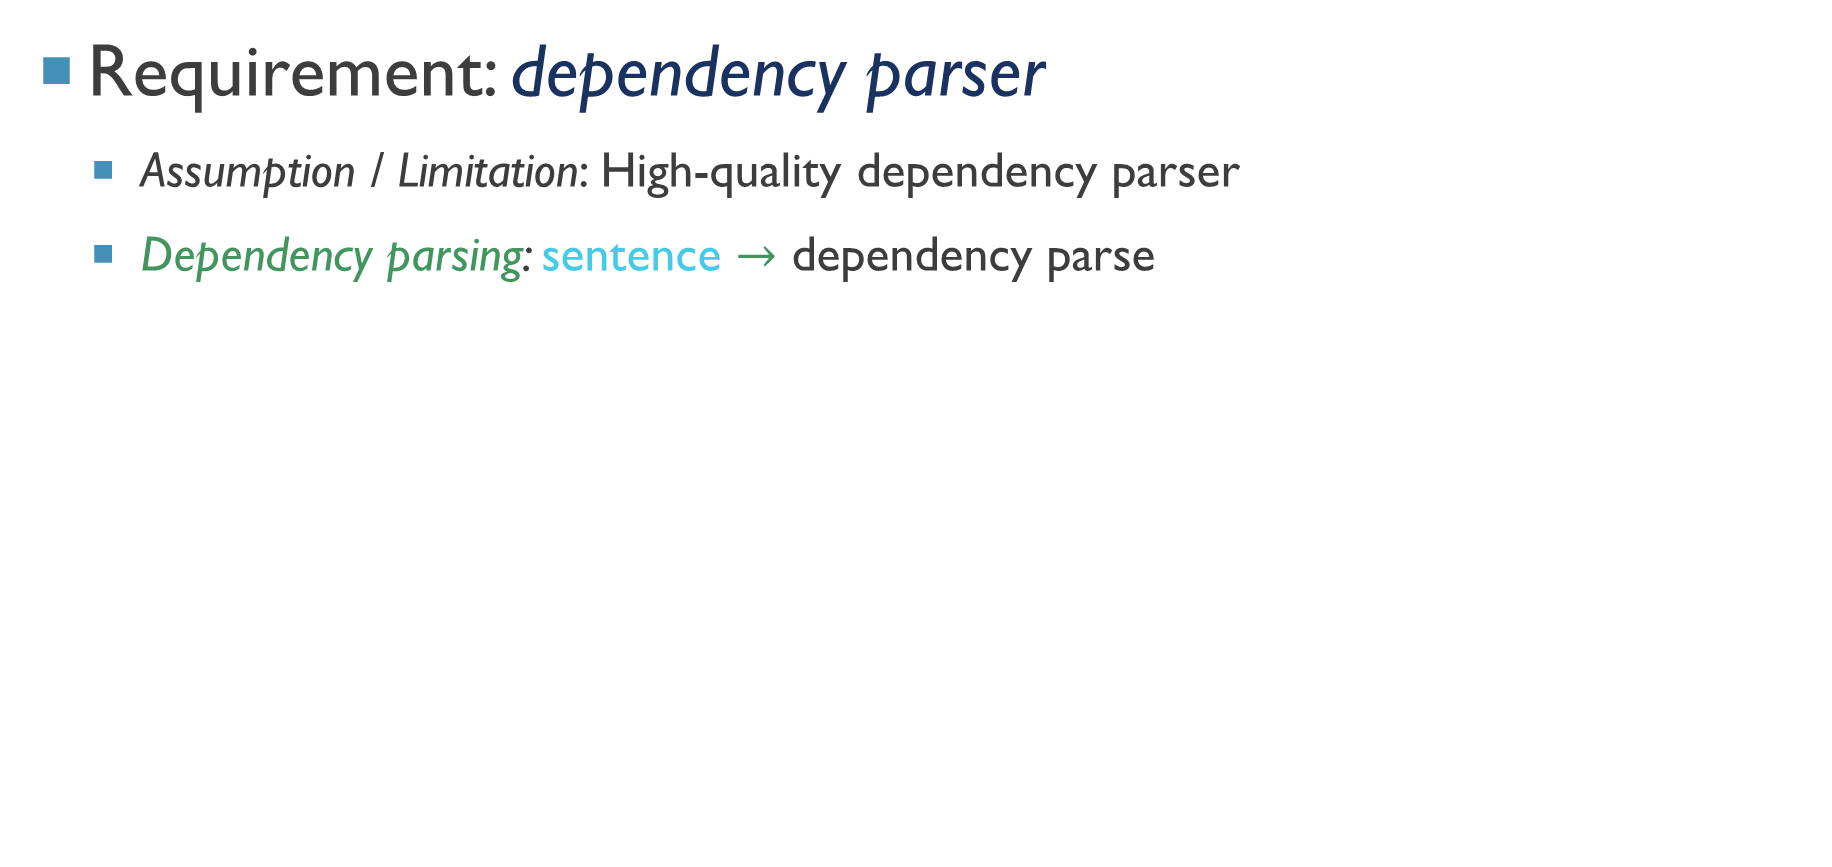 Requirement: dependency parser
Assumption / Limitation: High-quality dependency parser
Dependency parsing: sentence → dependency parse